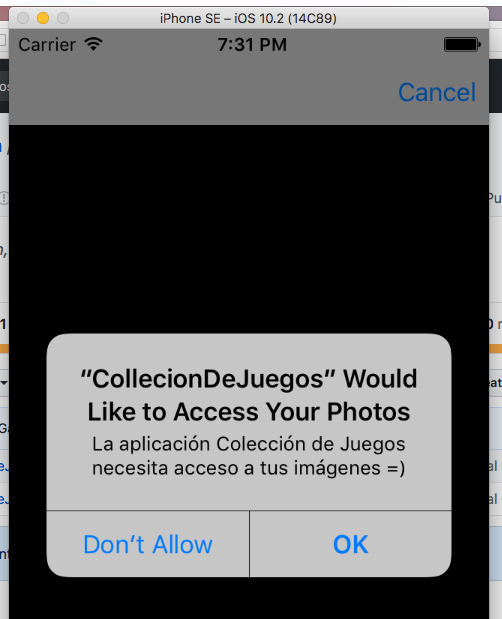 iPhone SE – iOS 10.2 (14C89)
Carrier 7:31 PM
Cancel
"CollecionDeJuegos" Would
Like to Access Your Photos
La aplicación Colección de Juegos
necesita acceso a tus imágenes =)
Don't Allow OK